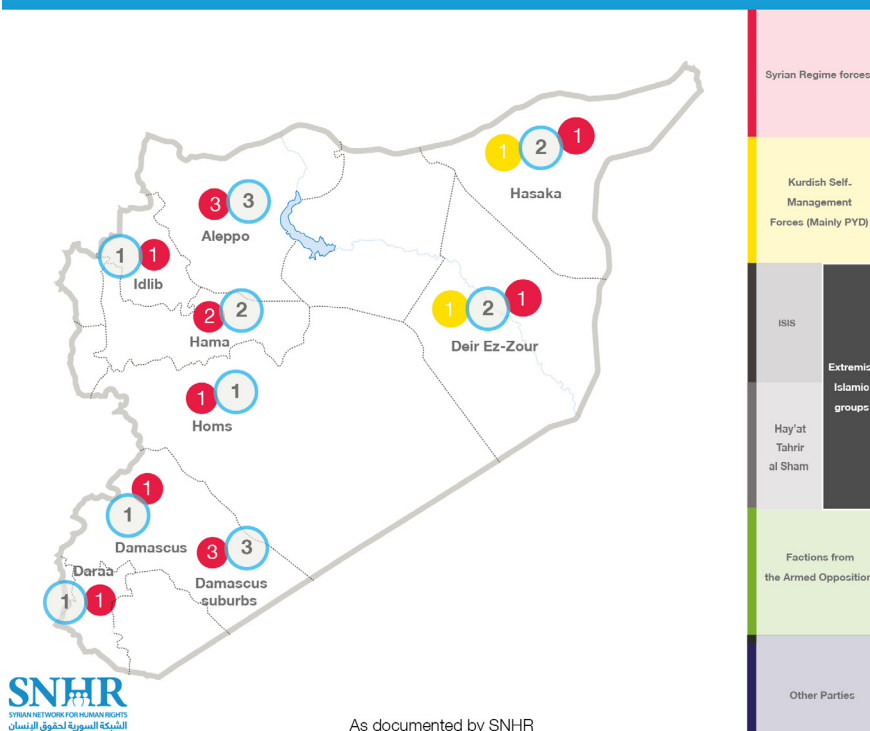 1
2
1
Hasaka
3
3
Aleppo
1
1
Idlib
2
2
Hama
1
2
1
Deir Ez-Zour
1
1
Homs
1
1
Damascus
3
3
Damascus
suburbs
Daraa
1
1
Syrian Regime forces
Kurdish Self-
Management
Forces (Mainly PYD)
ISIS
Hay'at
Tahrir
al Sham
Extremis
Islamic
groups
Factions from
the Armed Opposition
Other Parties
SNHR
SYRIAN NETWORK FOR HUMAN RIGHTS
الشبكة السورية لحقوق الإنسان
As documented by SNHR